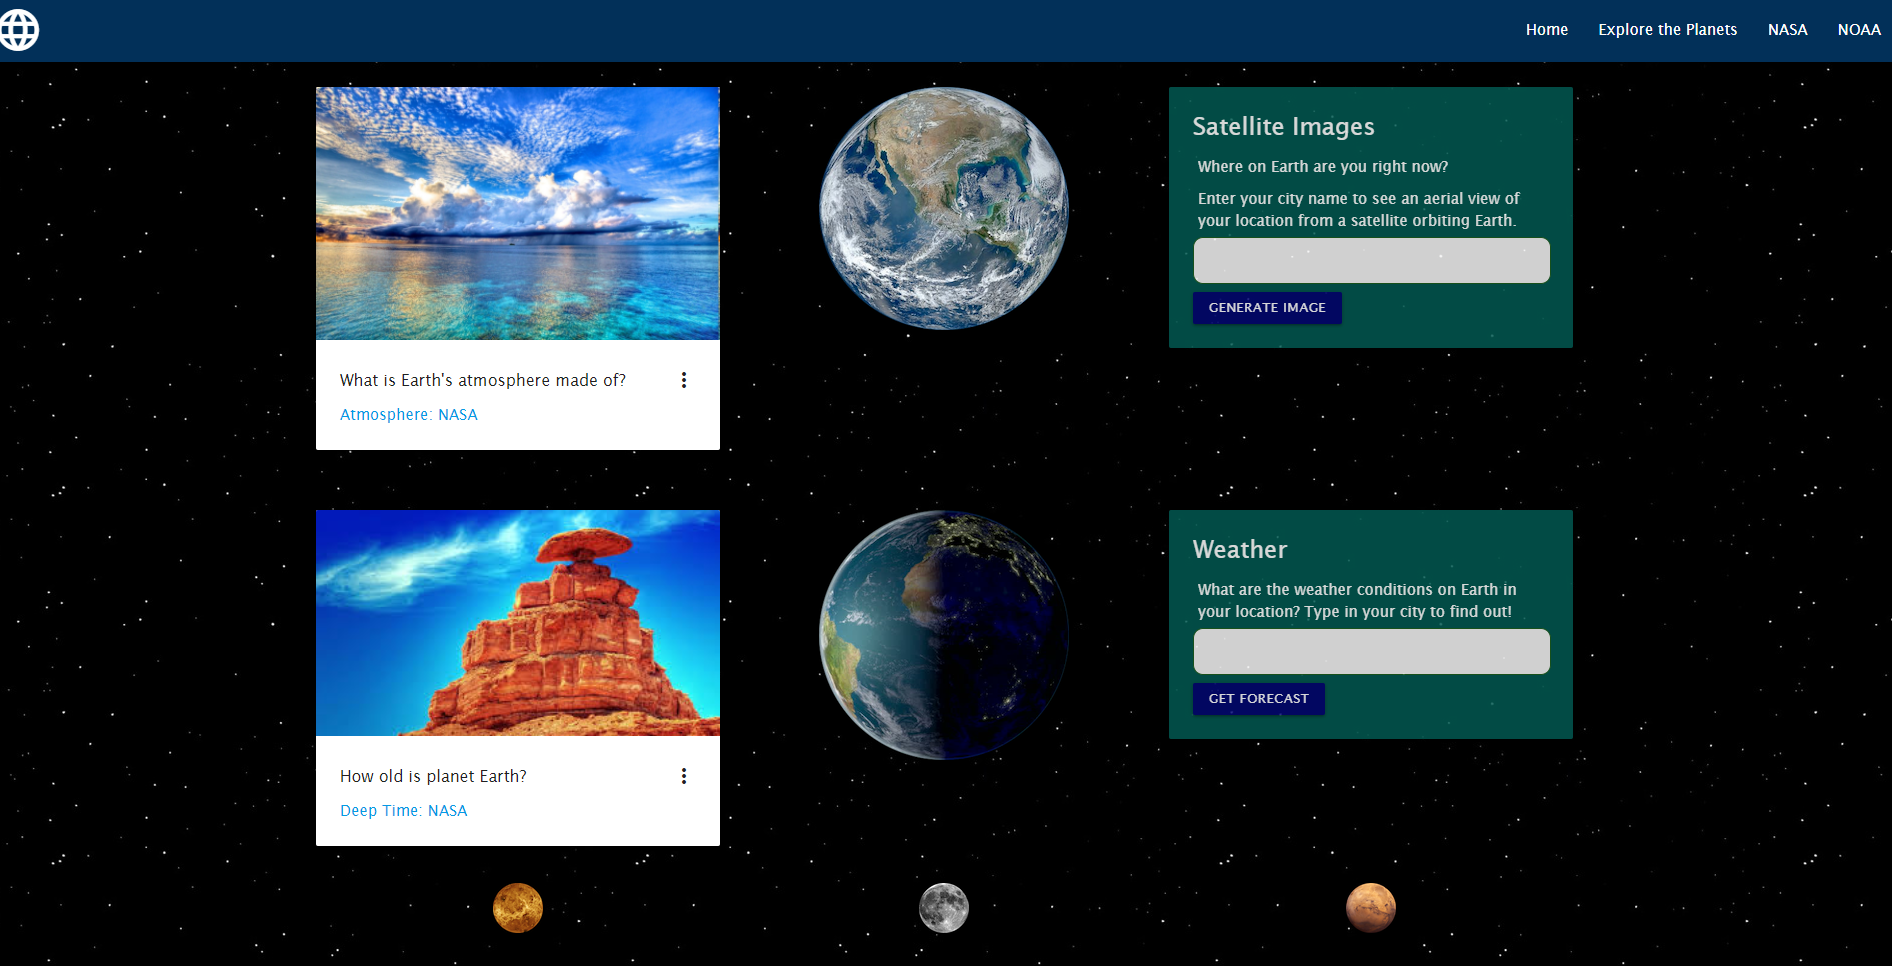 Home
Explore the Planets
NASA
NOAA
What is Earth's atmosphere made of?
Atmosphere: NASA
Satellite Images
Where on Earth are you right now?
Enter your city name to see an aerial view of
your location from a satellite orbiting Earth.
GENERATE IMAGE
How old is planet Earth?
Deep Time: NASA
Weather
What are the weather conditions on Earth in
your location? Type in your city to find out!
GET FORECAST